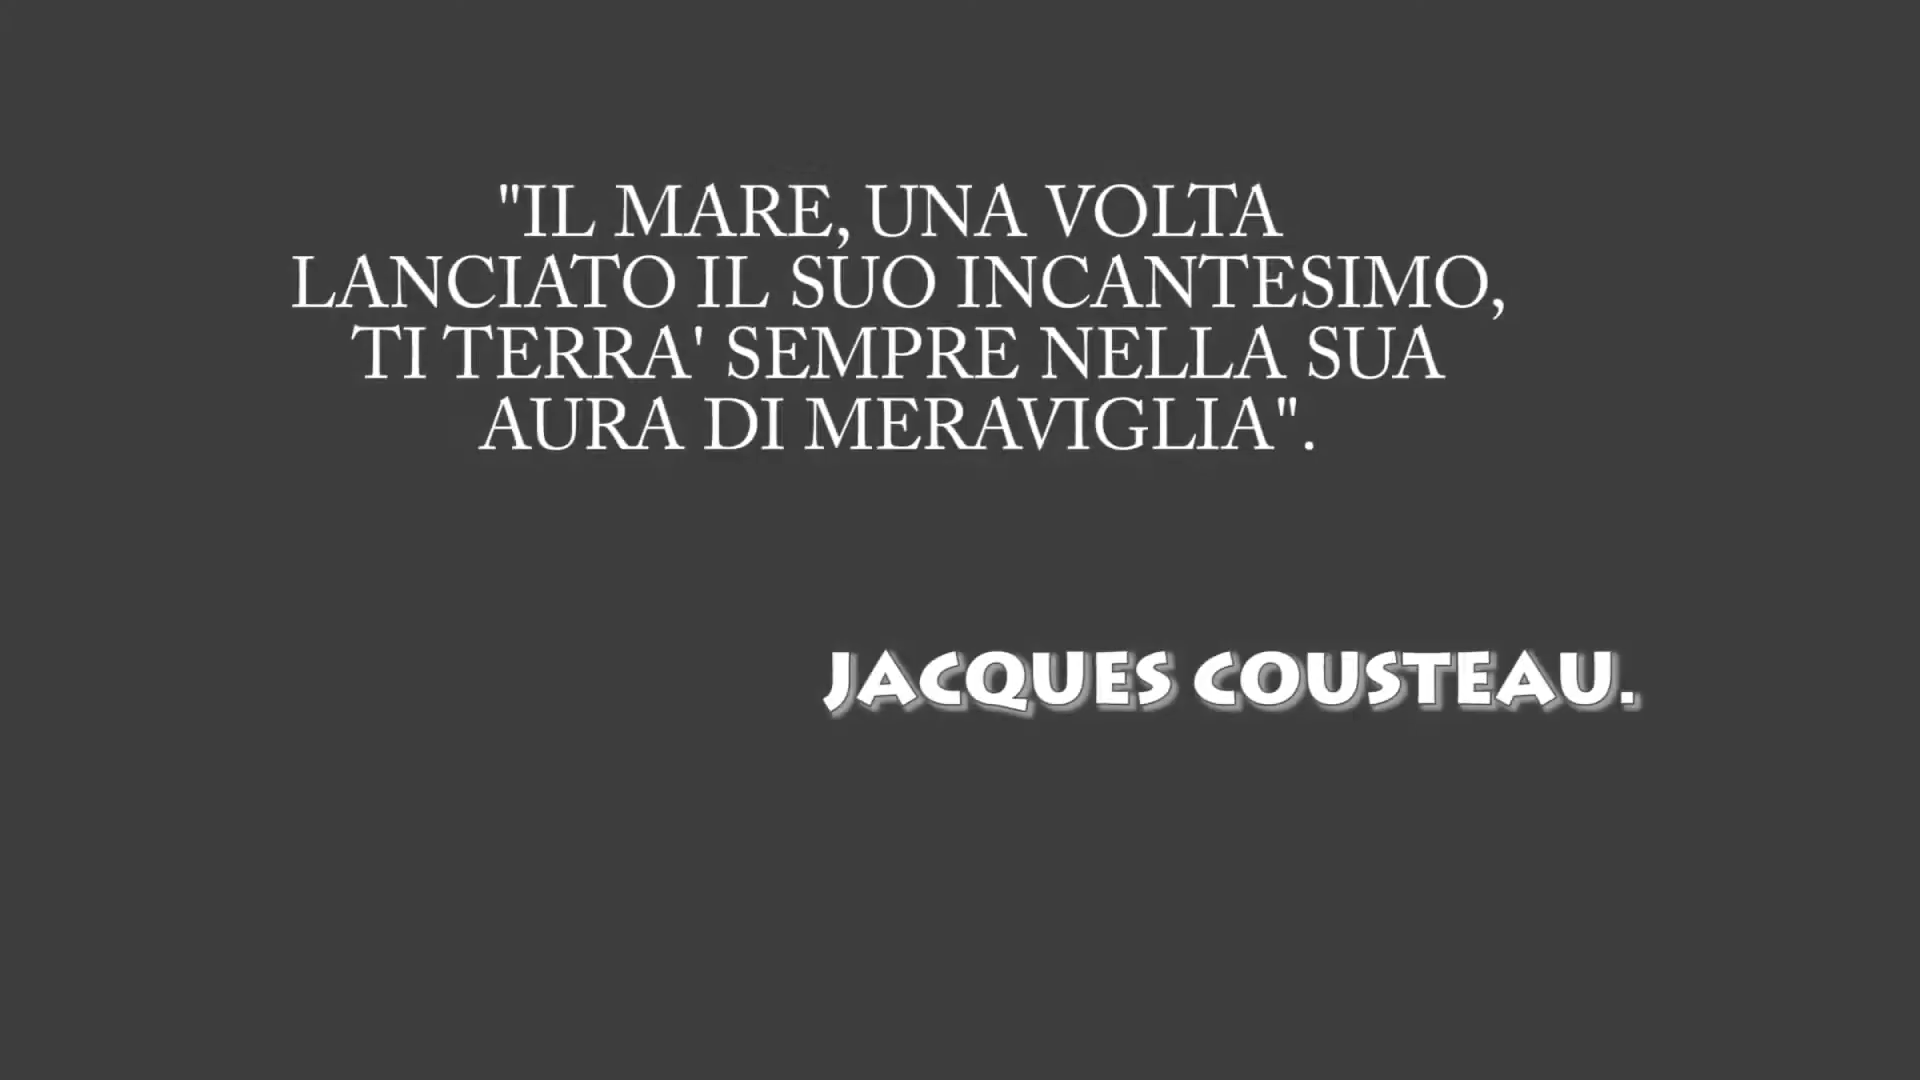 "IL MARE, UNA VOLTA
LANCIATO IL SUO INCANTESIMO,
TI TERRA' SEMPRE NELLA SUA
AURA DI MERAVIGLIA".
JACQUES COUSTEAU.